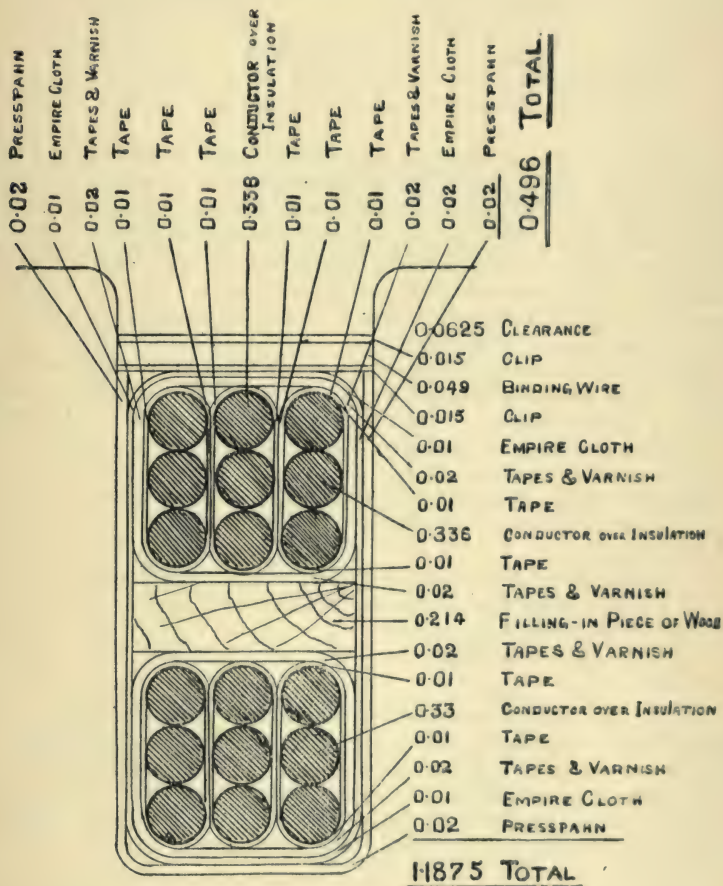 0·02 PRESSPAHN
0·01 EMPIRE CLOTH
0·02 TAPES & VARNISH
0·01 TAPE
0·01 TAPE
0·01 TAPE
0·338 CONDUCTOR OVER
INSULATION
0·01 TAPE
0·01 TAPE
0·01 TAPE
0·02 TAPES & VARNISH
0·02 EMPIRE CLOTH
0·02 PRESSPAHN
0·496 TOTAL.
0·0625 CLEARANCE
0·015 CLIP
0·049 BINDING WIRE
0·015 CLIP
0·01 EMPIRE CLOTH
0·02 TAPES & VARNISH
0·01 TAPE
0·336 CONDUCTOR OVER INSULATION
0·01 TAPE
0·02 TAPES & VARNISH
0·214 FILLING-IN PIECE OF WOOD
0·02 TAPES & VARNISH
0·01 TAPE
0·33 CONDUCTOR OVER INSULATION
0·01 TAPE
0·02 TAPES & VARNISH
0·01 EMPIRE CLOTH
0·02 PRESSPAHN
1·1875 TOTAL